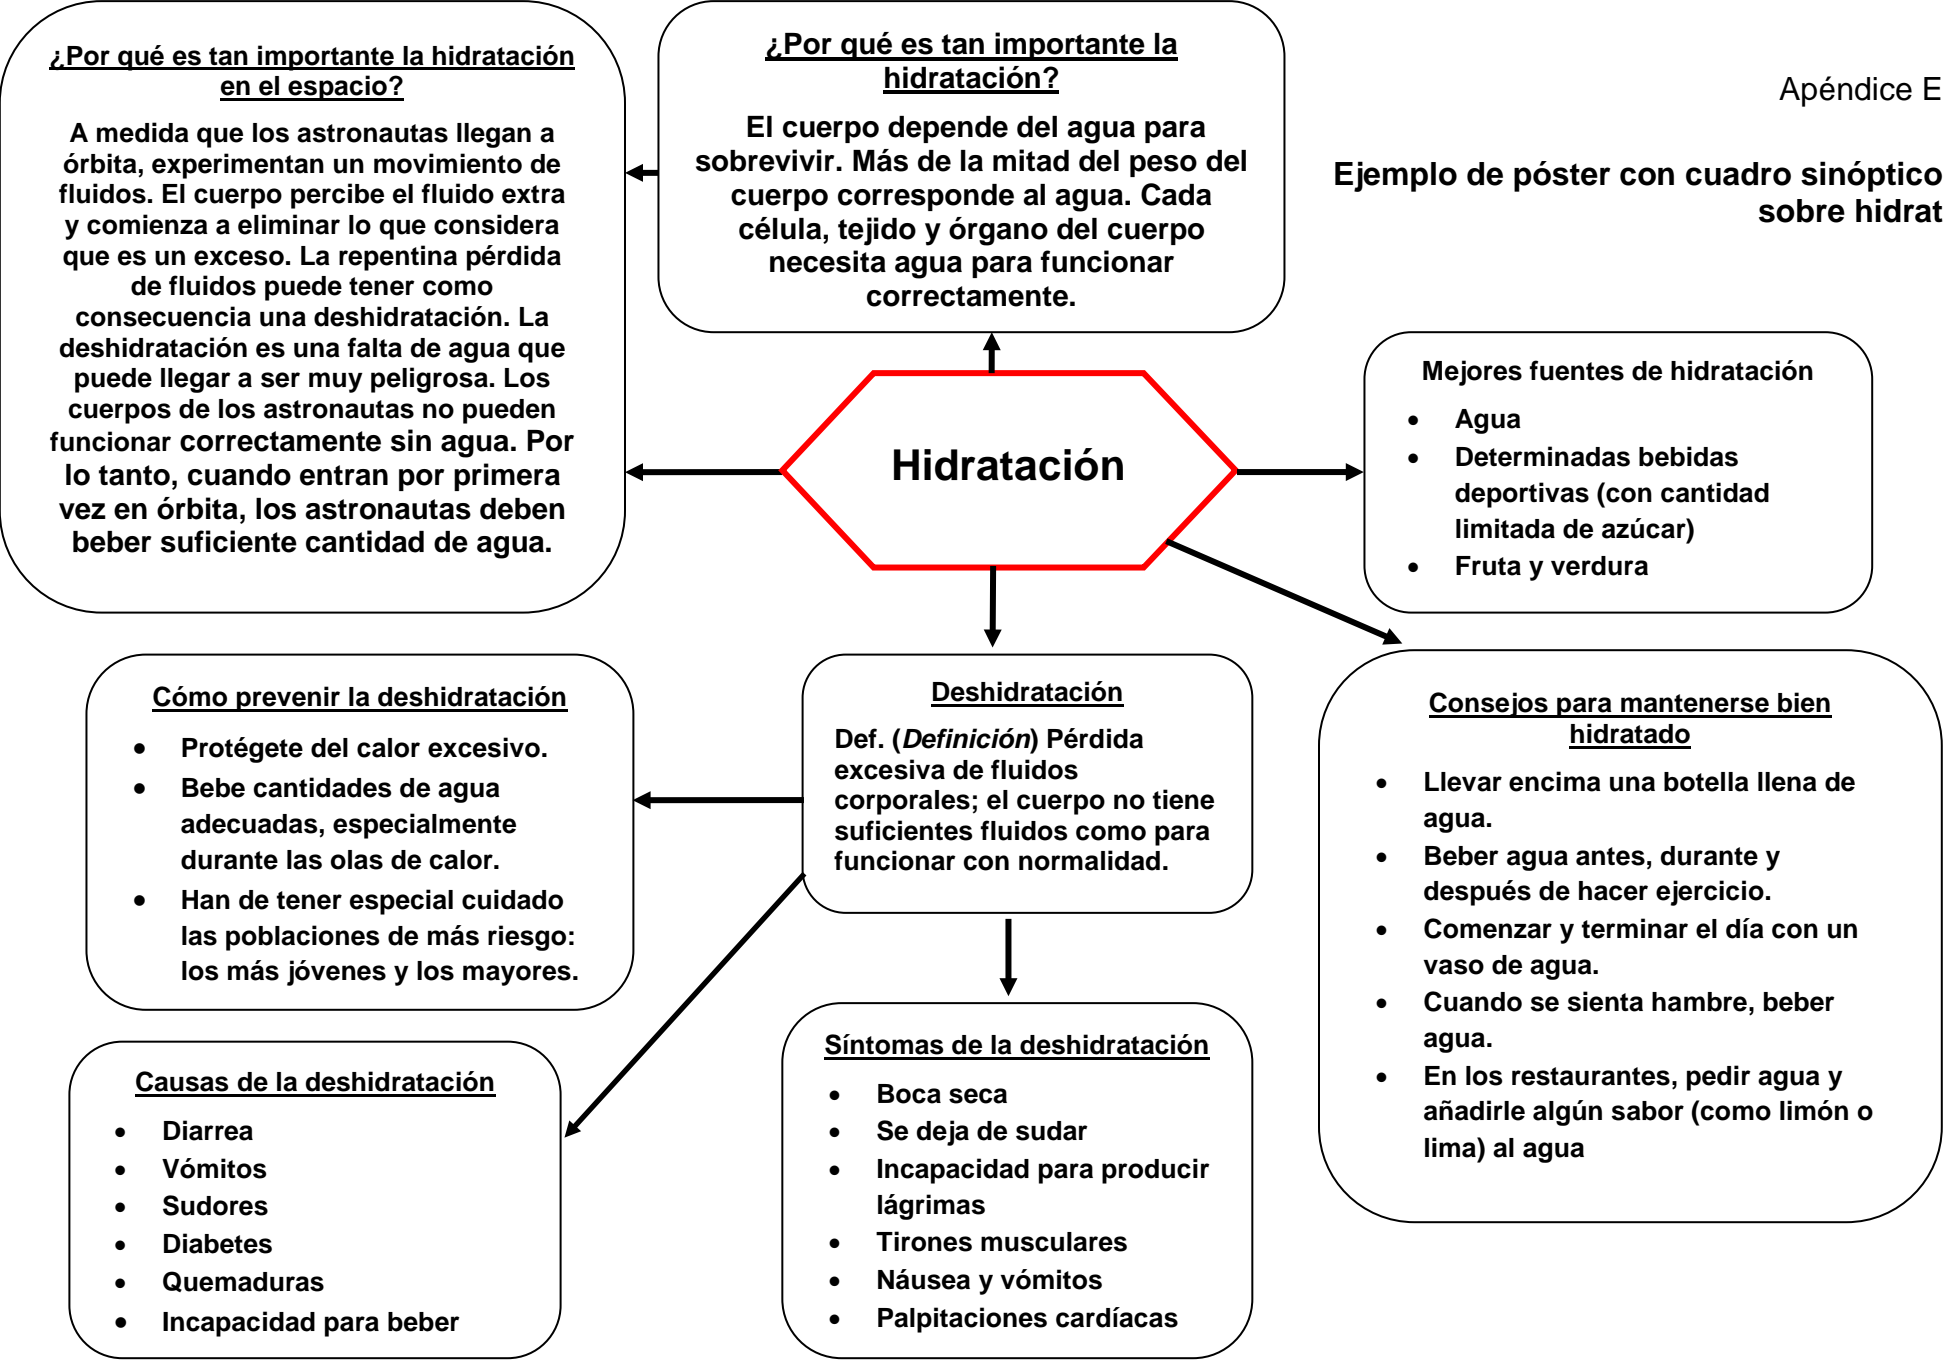 ¿Por qué es tan importante la hidratación
en el espacio?
A medida que los astronautas llegan a
órbita, experimentan un movimiento de
fluidos. El cuerpo percibe el fluido extra
y comienza a eliminar lo que considera
que es un exceso. La repentina pérdida
de fluidos puede tener como
consecuencia una deshidratación. La
deshidratación es una falta de agua que
puede llegar a ser muy peligrosa. Los
cuerpos de los astronautas no pueden
funcionar correctamente sin agua. Por
lo tanto, cuando entran por primera
vez en órbita, los astronautas deben
beber suficiente cantidad de agua.
¿Por qué es tan importante la
hidratación?
El cuerpo depende del agua para
sobrevivir. Más de la mitad del peso del
cuerpo corresponde al agua. Cada
célula, tejido y órgano del cuerpo
necesita agua para funcionar
correctamente.
Apéndice E
Ejemplo de póster con cuadro sinóptico
sobre hidrat
Hidratación
Mejores fuentes de hidratación
• Agua
• Determinadas bebidas
deportivas (con cantidad
limitada de azúcar)
• Fruta y verdura
Cómo prevenir la deshidratación
• Protégete del calor excesivo.
• Bebe cantidades de agua
adecuadas, especialmente
durante las olas de calor.
• Han de tener especial cuidado
las poblaciones de más riesgo:
los más jóvenes y los mayores.
Deshidratación
Def. (Definición) Pérdida
excesiva de fluidos
corporales; el cuerpo no tiene
suficientes fluidos como para
funcionar con normalidad.
Consejos para mantenerse bien
hidratado
• Llevar encima una botella llena de
agua.
• Beber agua antes, durante y
después de hacer ejercicio.
• Comenzar y terminar el día con un
vaso de agua.
• Cuando se sienta hambre, beber
agua.
• En los restaurantes, pedir agua y
añadirle algún sabor (como limón o
lima) al agua
Causas de la deshidratación
• Diarrea
• Vómitos
• Sudores
• Diabetes
• Quemaduras
• Incapacidad para beber
Síntomas de la deshidratación
• Boca seca
• Se deja de sudar
• Incapacidad para producir
lágrimas
• Tirones musculares
• Náusea y vómitos
• Palpitaciones cardíacas